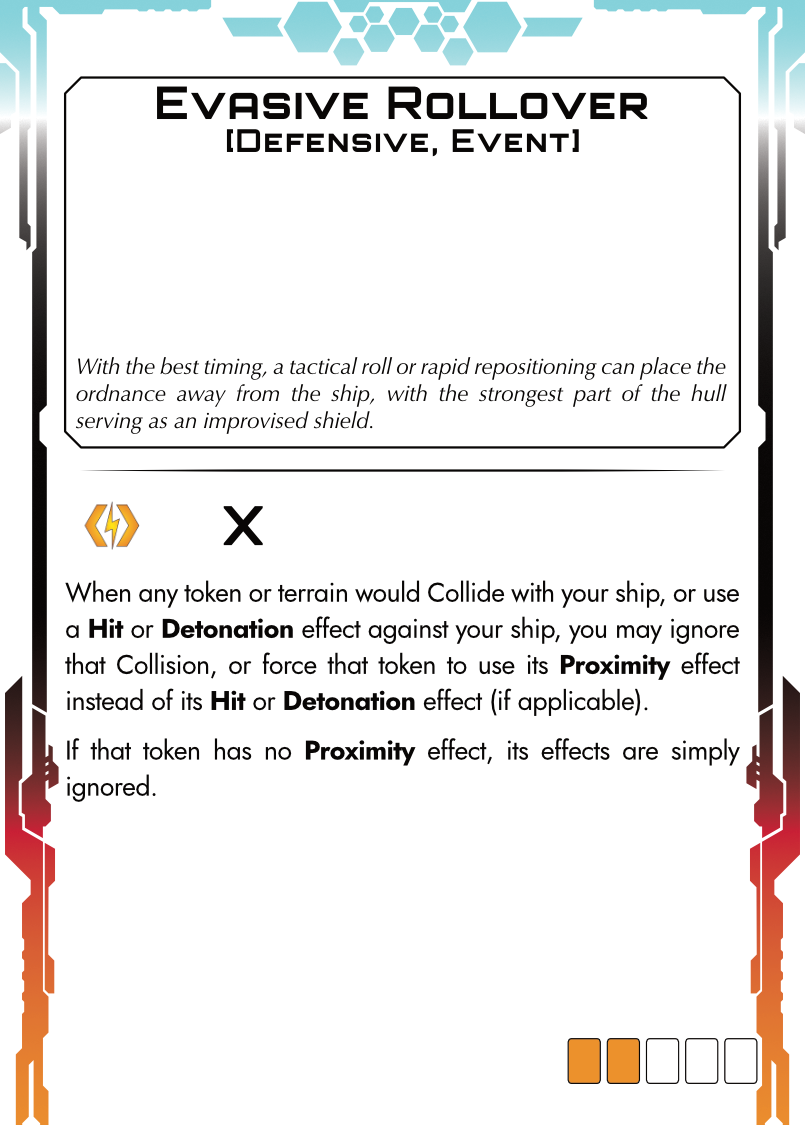 Evasive Rollover
[Defensive, Event]
With the best timing, a tactical roll or rapid repositioning can place the
ordnance away from the ship, with the strongest part of the hull
serving as an improvised shield.
X
When any token or terrain would Collide with your ship, or use
a Hit or Detonation effect against your ship, you may ignore
that Collision, or force that token to use its Proximity effect
instead of its Hit or Detonation effect (if applicable).
If that token has no Proximity effect, its effects are simply
ignored.